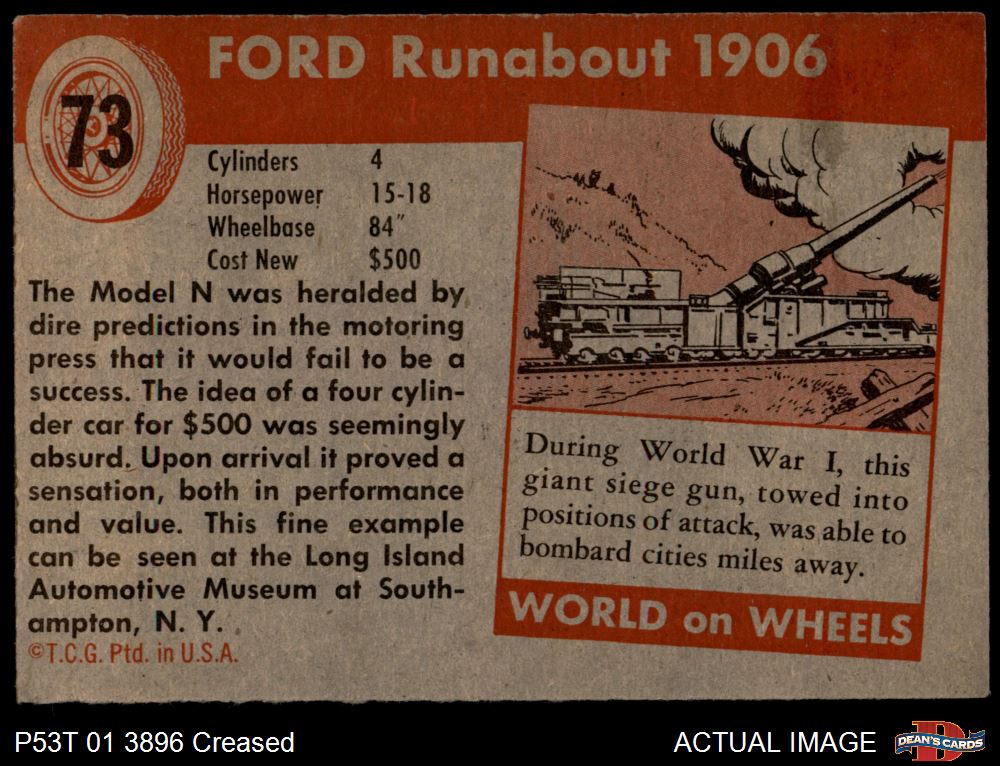 FORD Runabout 1906
73
Cylinders 4
Horsepower 15-18
Wheelbase 84"
Cost New $500
The Model N was heralded by
dire predictions in the motoring
press that it would fail to be a
success. The idea of a four cylin-
der car for $500 was seemingly
absurd. Upon arrival it proved a
sensation, both in performance
and value. This fine example
can be seen at the Long Island
Automotive Museum at South-
ampton, N. Y.
©T.C.G. Ptd. in U.S.A.
During World War I, this
giant siege gun, towed into
positions of attack, was able to
bombard cities miles away.
WORLD on WHEELS
P53T 01 3896 Creased
ACTUAL IMAGE
DEAN'S CARDS